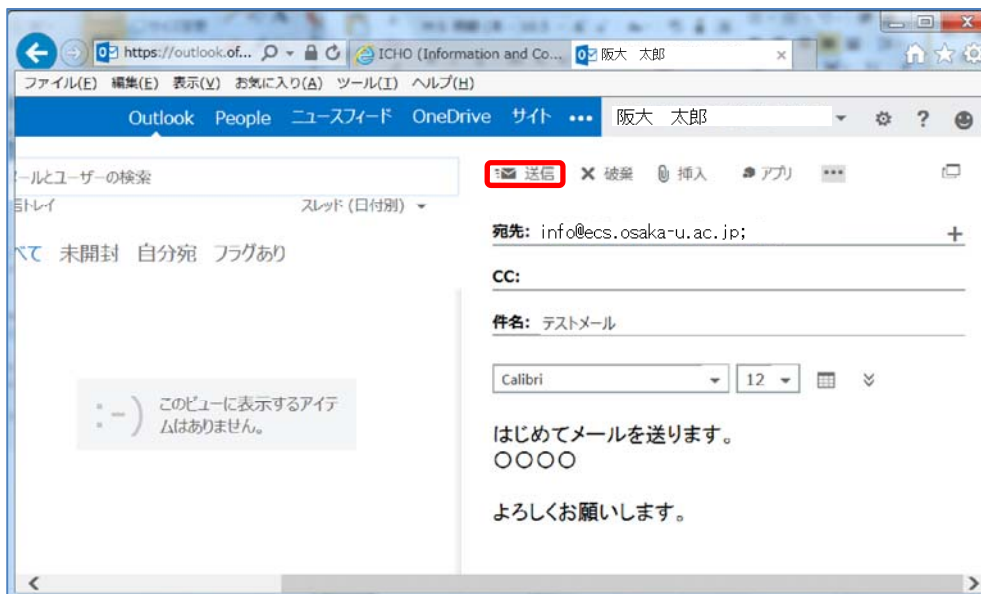 https://outlook.of...
ICHO (Information and Co...
阪大 太郎
ファイル(F) 編集(E) 表示(V) お気に入り(A) ツール(T) ヘルプ(H)
Outlook People ニュースフィード OneDrive サイト ••• 阪大 太郎 ?
ールとユーザーの検索
送信 破棄 挿入 アプリ •••
信トレイ スレッド (日付別)
宛先: info@ecs.osaka-u.ac.jp;
べて 未開封 自分宛 フラグあり
CC:
件名: テストメール
Calibri 12
:-) このビューに表示するアイテ
ムはありません。
はじめてメールを送ります。
○○○○
よろしくお願いします。